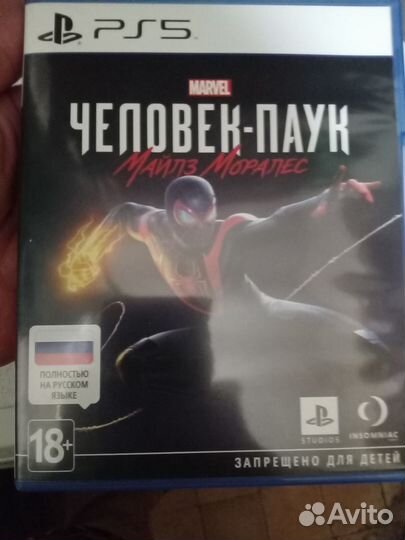 PS5
MARVEL
ЧЕЛОВЕК-ПАУК
МАЙЛЗ МОРАЛЕС
ПОЛНОСТЬЮ
НА РУССКОМ
ЯЗЫКЕ
18+
STUDIOS
INSOMNIAC
ЗАПРЕЩЕНО ДЛЯ ДЕТЕЙ
Avito